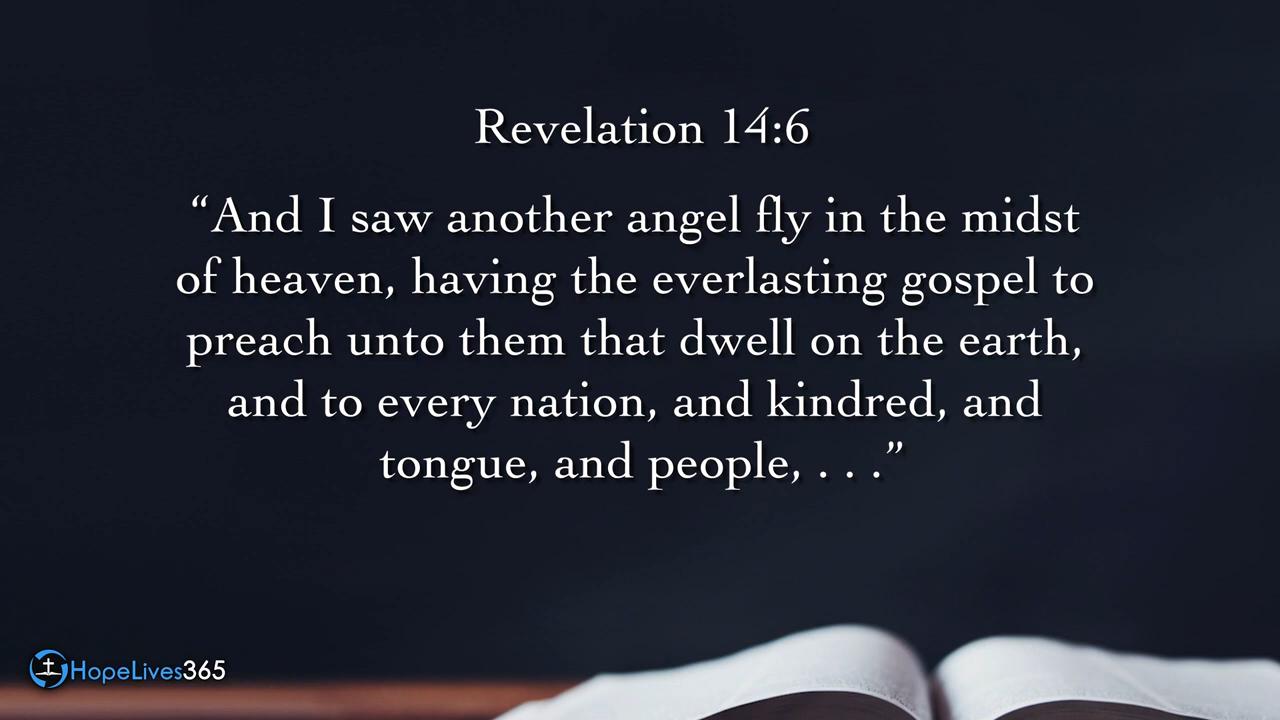 Revelation 14:6
“And I saw another angel fly in the midst
of heaven, having the everlasting gospel to
preach unto them that dwell on the earth,
and to every nation, and kindred, and
tongue, and people, . . .”
HopeLives365